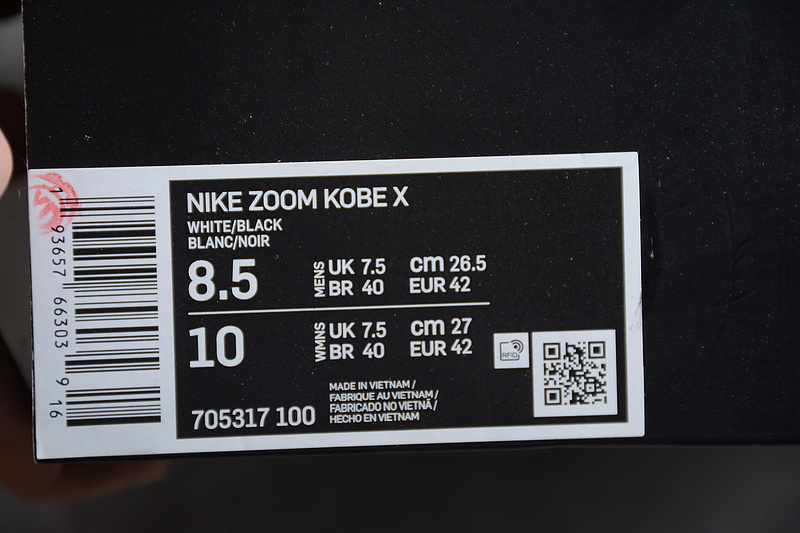 NIKE ZOOM KOBE X
WHITE/BLACK
BLANC/NOIR
8.5 MENS UK 7.5 cm 26.5
BR 40 EUR 42
10 WMNS UK 7.5 cm 27
BR 40 EUR 42
RFID
705317 100
MADE IN VIETNAM /
FABRIQUE AU VIETNAM /
FABRICADO NO VIETNÃ /
HECHO EN VIETNAM
1 93657 66303 9 16